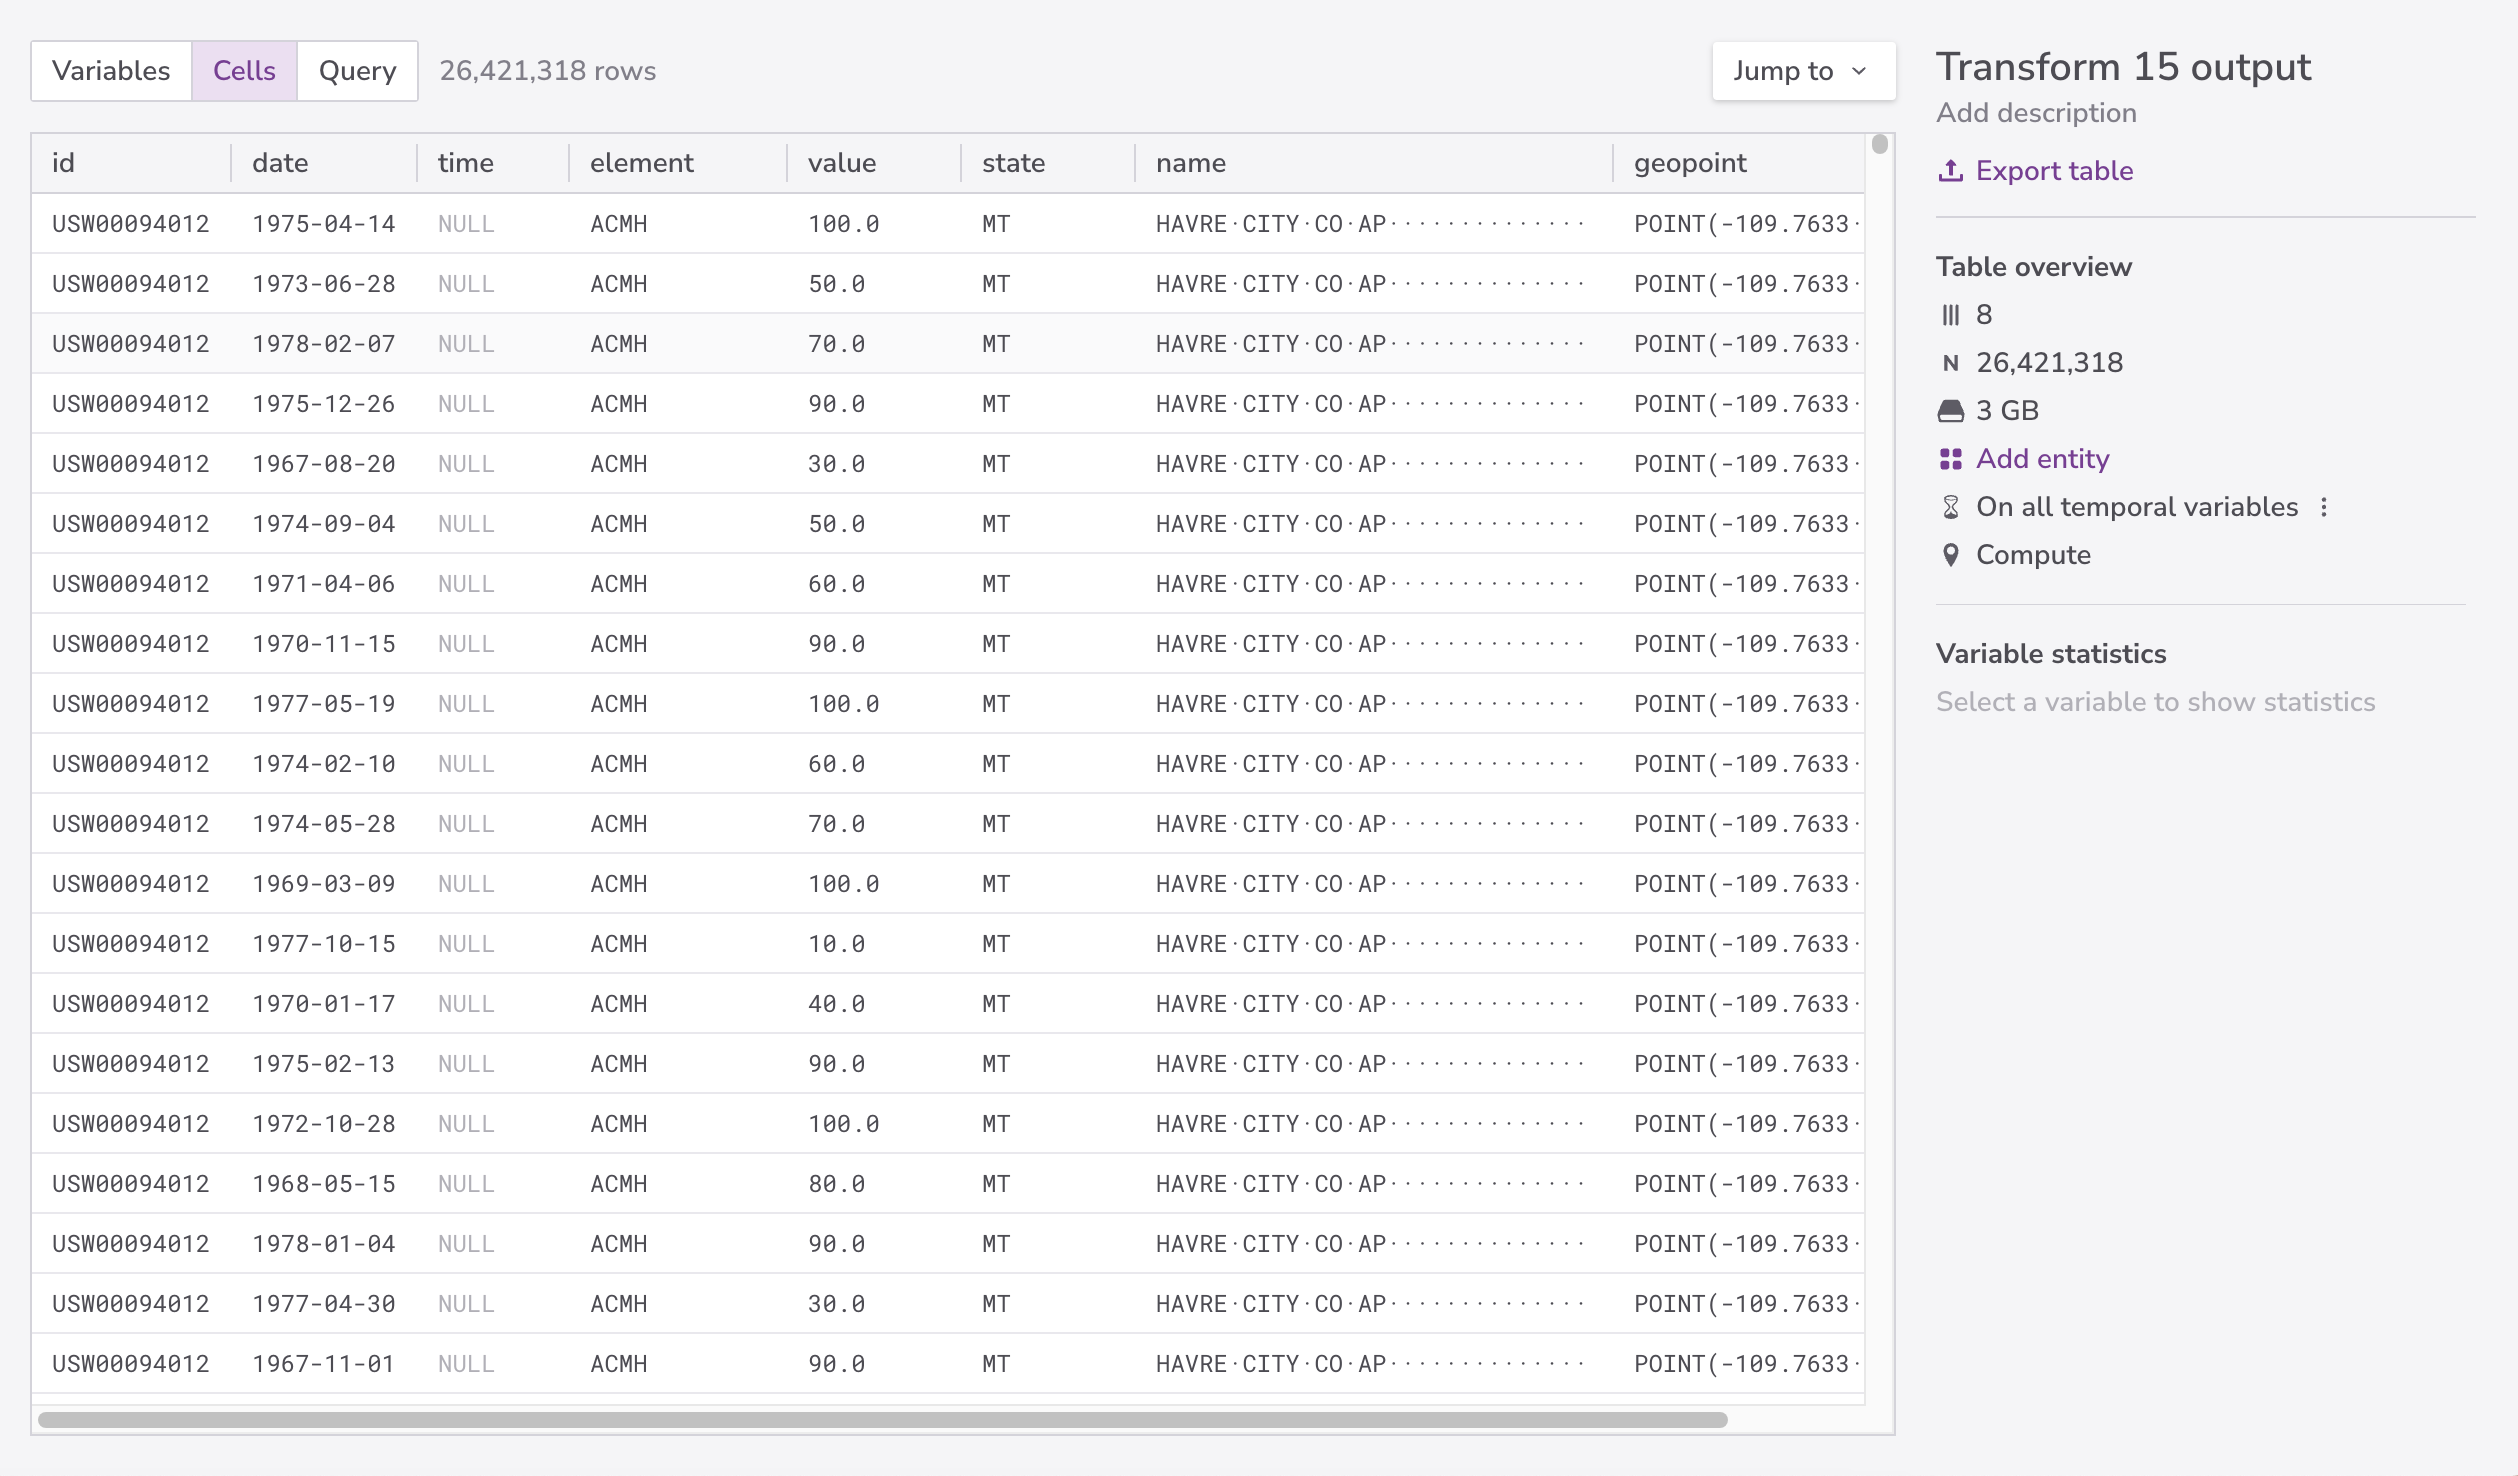 Variables Cells Query 26,421,318 rows Jump to
id date time element value state name geopoint
USW00094012 1975-04-14 NULL ACMH 100.0 MT HAVRE·CITY·CO·AP·············· POINT(-109.7633·
USW00094012 1973-06-28 NULL ACMH 50.0 MT HAVRE·CITY·CO·AP·············· POINT(-109.7633·
USW00094012 1978-02-07 NULL ACMH 70.0 MT HAVRE·CITY·CO·AP·············· POINT(-109.7633·
USW00094012 1975-12-26 NULL ACMH 90.0 MT HAVRE·CITY·CO·AP·············· POINT(-109.7633·
USW00094012 1967-08-20 NULL ACMH 30.0 MT HAVRE·CITY·CO·AP·············· POINT(-109.7633·
USW00094012 1974-09-04 NULL ACMH 50.0 MT HAVRE·CITY·CO·AP·············· POINT(-109.7633·
USW00094012 1971-04-06 NULL ACMH 60.0 MT HAVRE·CITY·CO·AP·············· POINT(-109.7633·
USW00094012 1970-11-15 NULL ACMH 90.0 MT HAVRE·CITY·CO·AP·············· POINT(-109.7633·
USW00094012 1977-05-19 NULL ACMH 100.0 MT HAVRE·CITY·CO·AP·············· POINT(-109.7633·
USW00094012 1974-02-10 NULL ACMH 60.0 MT HAVRE·CITY·CO·AP·············· POINT(-109.7633·
USW00094012 1974-05-28 NULL ACMH 70.0 MT HAVRE·CITY·CO·AP·············· POINT(-109.7633·
USW00094012 1969-03-09 NULL ACMH 100.0 MT HAVRE·CITY·CO·AP·············· POINT(-109.7633·
USW00094012 1977-10-15 NULL ACMH 10.0 MT HAVRE·CITY·CO·AP·············· POINT(-109.7633·
USW00094012 1970-01-17 NULL ACMH 40.0 MT HAVRE·CITY·CO·AP·············· POINT(-109.7633·
USW00094012 1975-02-13 NULL ACMH 90.0 MT HAVRE·CITY·CO·AP·············· POINT(-109.7633·
USW00094012 1972-10-28 NULL ACMH 100.0 MT HAVRE·CITY·CO·AP·············· POINT(-109.7633·
USW00094012 1968-05-15 NULL ACMH 80.0 MT HAVRE·CITY·CO·AP·············· POINT(-109.7633·
USW00094012 1978-01-04 NULL ACMH 90.0 MT HAVRE·CITY·CO·AP·············· POINT(-109.7633·
USW00094012 1977-04-30 NULL ACMH 30.0 MT HAVRE·CITY·CO·AP·············· POINT(-109.7633·
USW00094012 1967-11-01 NULL ACMH 90.0 MT HAVRE·CITY·CO·AP·············· POINT(-109.7633·
Transform 15 output
Add description
Export table
Table overview
8
N 26,421,318
3 GB
Add entity
On all temporal variables
Compute
Variable statistics
Select a variable to show statistics